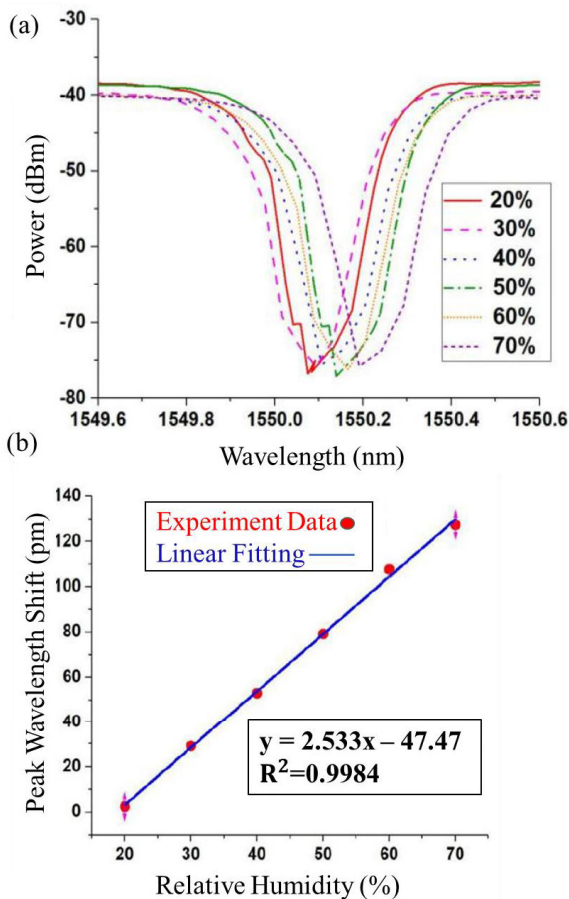 (a)
-30
-40
-50
-60
-70
-80
Power (dBm)
20%
30%
40%
50%
60%
70%
1549.6 1549.8 1550.0 1550.2 1550.4 1550.6
Wavelength (nm)
(b)
140
120
100
80
60
40
20
0
Peak Wavelength Shift (pm)
Experiment Data
Linear Fitting
y = 2.533x – 47.47
R²=0.9984
20 30 40 50 60 70
Relative Humidity (%)